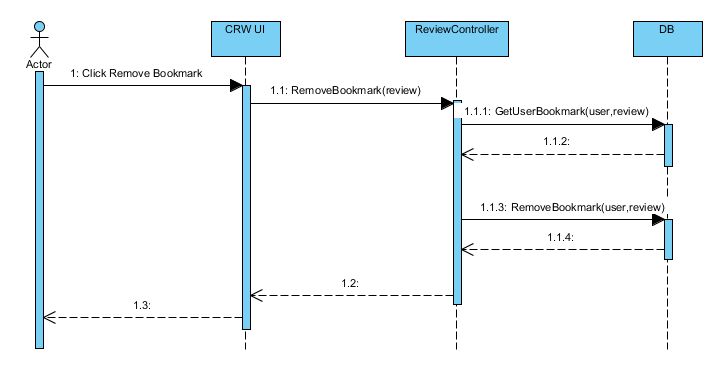 CRW UI
ReviewController
DB
Actor
1: Click Remove Bookmark
1.1: RemoveBookmark(review)
1.1.1: GetUserBookmark(user,review)
1.1.2:
1.1.3: RemoveBookmark(user,review)
1.1.4:
1.2:
1.3: